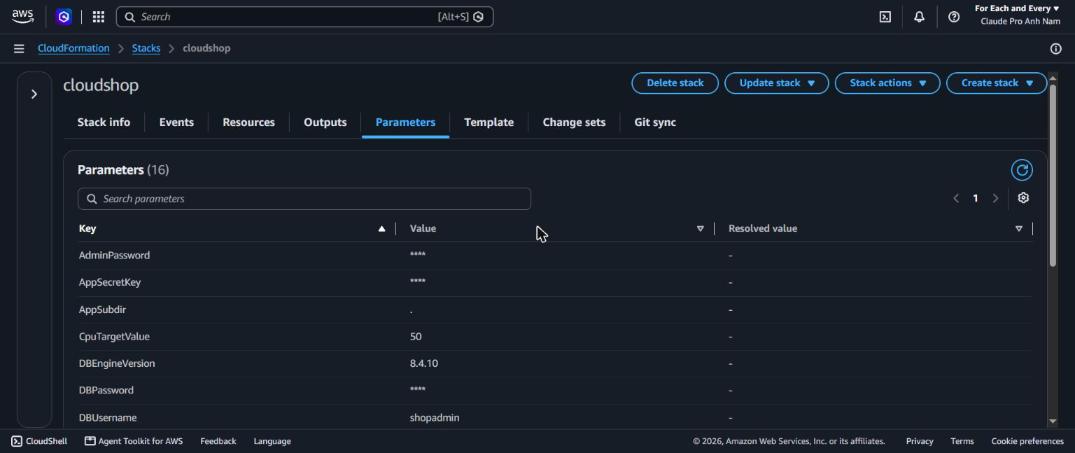 aws
Search [Alt+S]
For Each and Every ▼
Claude Pro Anh Nam
CloudFormation > Stacks > cloudshop
cloudshop
Delete stack
Update stack ▼
Stack actions ▼
Create stack ▼
Stack info
Events
Resources
Outputs
Parameters
Template
Change sets
Git sync
Parameters (16)
Search parameters
1
Key Value Resolved value
AdminPassword **** -
AppSecretKey **** -
AppSubdir . -
CpuTargetValue 50 -
DBEngineVersion 8.4.10 -
DBPassword **** -
DBUsername shopadmin -
CloudShell Agent Toolkit for AWS Feedback Language © 2026, Amazon Web Services, Inc. or its affiliates. Privacy Terms Cookie preferences